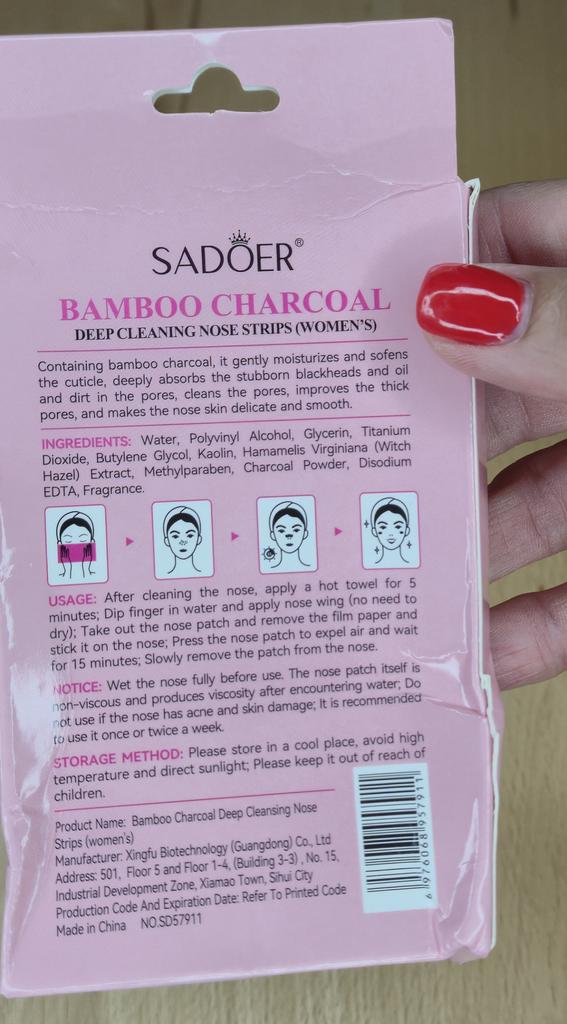 SADOER®
BAMBOO CHARCOAL
DEEP CLEANING NOSE STRIPS (WOMEN'S)
Containing bamboo charcoal, it gently moisturizes and sofens
the cuticle, deeply absorbs the stubborn blackheads and oil
and dirt in the pores, cleans the pores, improves the thick
pores, and makes the nose skin delicate and smooth.
INGREDIENTS: Water, Polyvinyl Alcohol, Glycerin, Titanium
Dioxide, Butylene Glycol, Kaolin, Hamamelis Virginiana (Witch
Hazel) Extract, Methylparaben, Charcoal Powder, Disodium
EDTA, Fragrance.
USAGE: After cleaning the nose, apply a hot towel for 5
minutes; Dip finger in water and apply nose wing (no need to
dry); Take out the nose patch and remove the film paper and
stick it on the nose; Press the nose patch to expel air and wait
for 15 minutes; Slowly remove the patch from the nose.
NOTICE: Wet the nose fully before use. The nose patch itself is
non-viscous and produces viscosity after encountering water; Do
not use if the nose has acne and skin damage; It is recommended
to use it once or twice a week.
STORAGE METHOD: Please store in a cool place, avoid high
temperature and direct sunlight; Please keep it out of reach of
children.
Product Name: Bamboo Charcoal Deep Cleansing Nose
Strips (women's)
Manufacturer: Xingfu Biotechnology (Guangdong) Co., Ltd
Address: 501, Floor 5 and Floor 1-4, (Building 3-3) , No. 15,
Industrial Development Zone, Xiamao Town, Sihui City
Production Code And Expiration Date: Refer To Printed Code
Made in China NO.SD57911
6 976068 957911